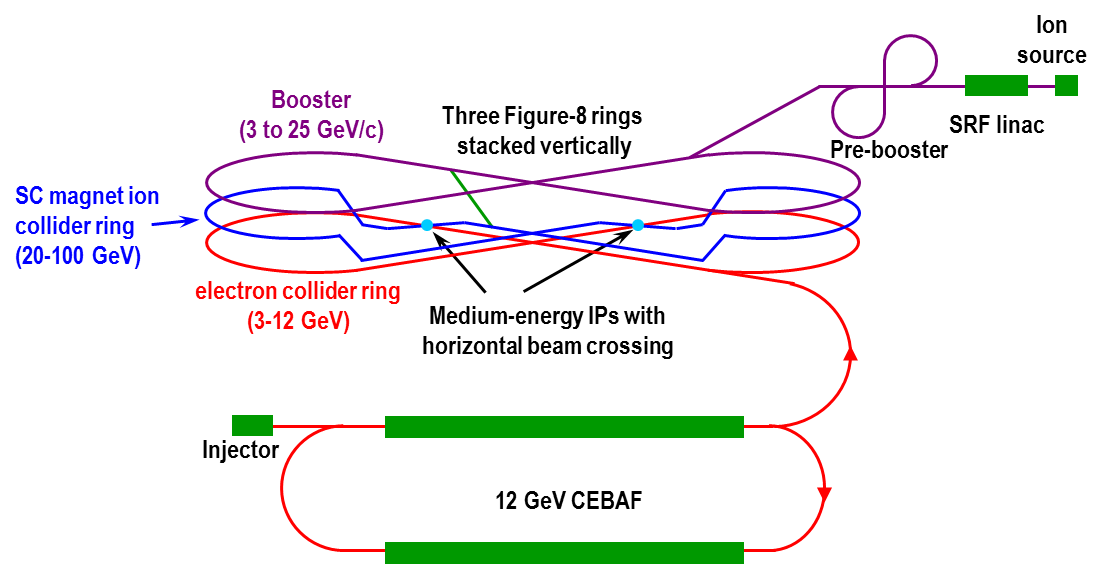 Ion
source
SRF linac
Pre-booster
Booster
(3 to 25 GeV/c)
Three Figure-8 rings
stacked vertically
SC magnet ion
collider ring
(20-100 GeV)
electron collider ring
(3-12 GeV)
Medium-energy IPs with
horizontal beam crossing
Injector
12 GeV CEBAF